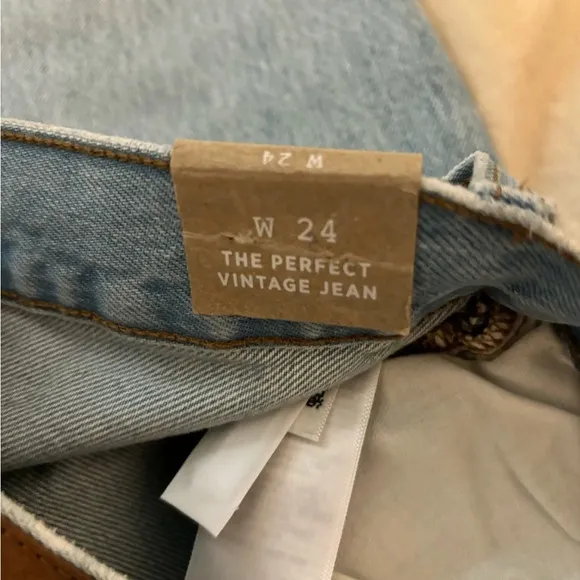 W 24
W 24
THE PERFECT
VINTAGE JEAN